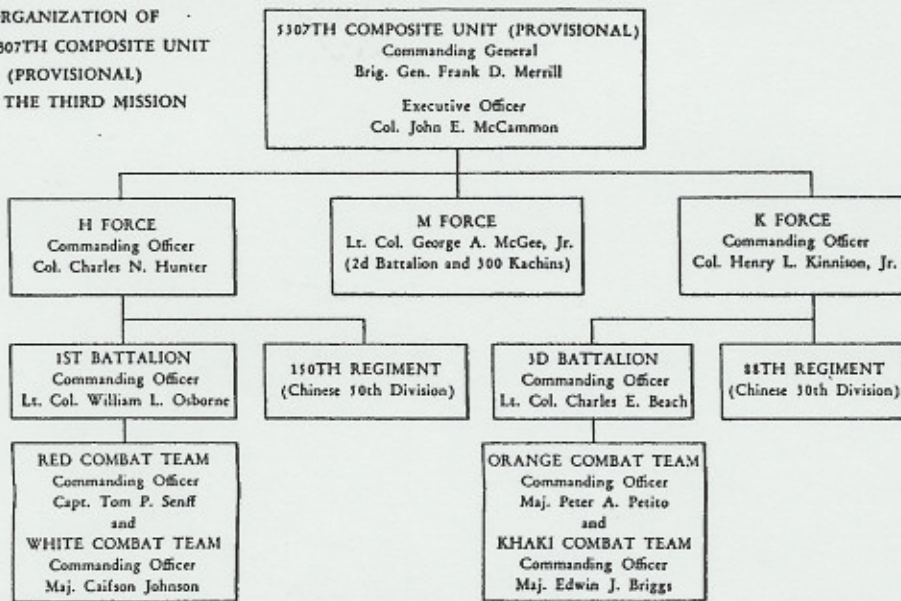 RGANIZATION OF
307TH COMPOSITE UNIT
(PROVISIONAL)
THE THIRD MISSION
5307TH COMPOSITE UNIT (PROVISIONAL)
Commanding General
Brig. Gen. Frank D. Merrill
Executive Officer
Col. John E. McCammon
H FORCE
Commanding Officer
Col. Charles N. Hunter
M FORCE
Lt. Col. George A. McGee, Jr.
(2d Battalion and 300 Kachins)
K FORCE
Commanding Officer
Col. Henry L. Kinnison, Jr.
1ST BATTALION
Commanding Officer
Lt. Col. William L. Osborne
150TH REGIMENT
(Chinese 50th Division)
3D BATTALION
Commanding Officer
Lt. Col. Charles E. Beach
88TH REGIMENT
(Chinese 30th Division)
RED COMBAT TEAM
Commanding Officer
Capt. Tom P. Senff
and
WHITE COMBAT TEAM
Commanding Officer
Maj. Caifson Johnson
ORANGE COMBAT TEAM
Commanding Officer
Maj. Peter A. Petito
and
KHAKI COMBAT TEAM
Commanding Officer
Maj. Edwin J. Briggs